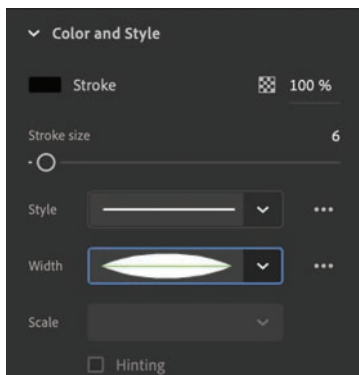 Color and Style
Stroke 100 %
Stroke size 6
Style
Width
Scale
Hinting